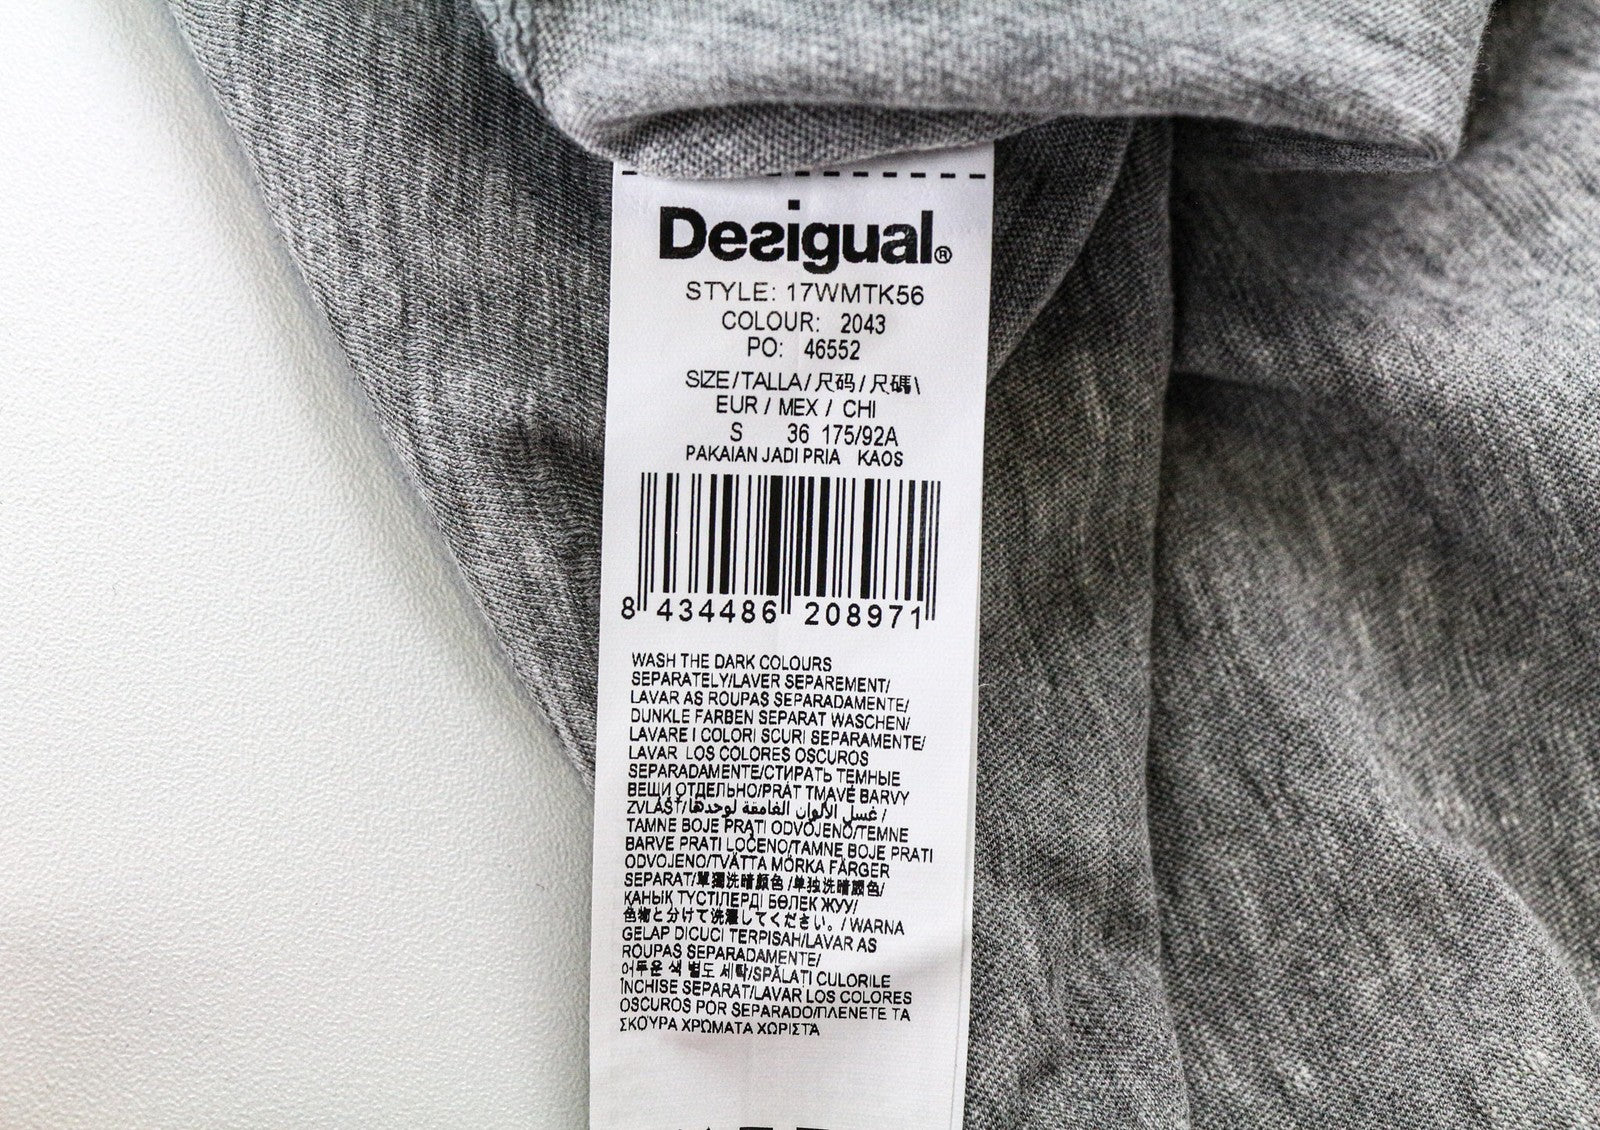 Desigual®
STYLE: 17WMTK56
COLOUR: 2043
PO: 46552
SIZE/TALLA/尺码/尺碼\
EUR / MEX / CHI
S 36 175/92A
PAKAIAN JADI PRIA KAOS
8 434486 208971
WASH THE DARK COLOURS
SEPARATELY/LAVER SEPAREMENT/
LAVAR AS ROUPAS SEPARADAMENTE/
DUNKLE FARBEN SEPARAT WASCHEN/
LAVARE I COLORI SCURI SEPARAMENTE/
LAVAR LOS COLORES OSCUROS
SEPARADAMENTE/СТИРАТЬ ТЕМНЫЕ
ВЕЩИ ОТДЕЛЬНО/PRÁT TMAVÉ BARVY
ZVLÁŠŤ/غسل الألوان الغامقة لوحدها/
TAMNE BOJE PRATI ODVOJENO/TEMNE
BARVE PRATI LOČENO/TAMNE BOJE PRATI
ODVOJENO/TVÄTTA MÖRKA FÄRGER
SEPARAT/單獨洗暗顏色/单独洗暗颜色/
ҚАНЫҚ ТҮСТІЛЕРДІ БӨЛЕК ЖУУ/
色物と分けて洗濯してください。/WARNA
GELAP DICUCI TERPISAH/LAVAR AS
ROUPAS SEPARADAMENTE/
어두운 색 별도 세탁/SPĂLAȚI CULORILE
ÎNCHISE SEPARAT/LAVAR LOS COLORES
OSCUROS POR SEPARADO/ΠΛΕΝΕΤΕ ΤΑ
ΣΚΟΥΡΑ ΧΡΩΜΑΤΑ ΧΩΡΙΣΤΑ